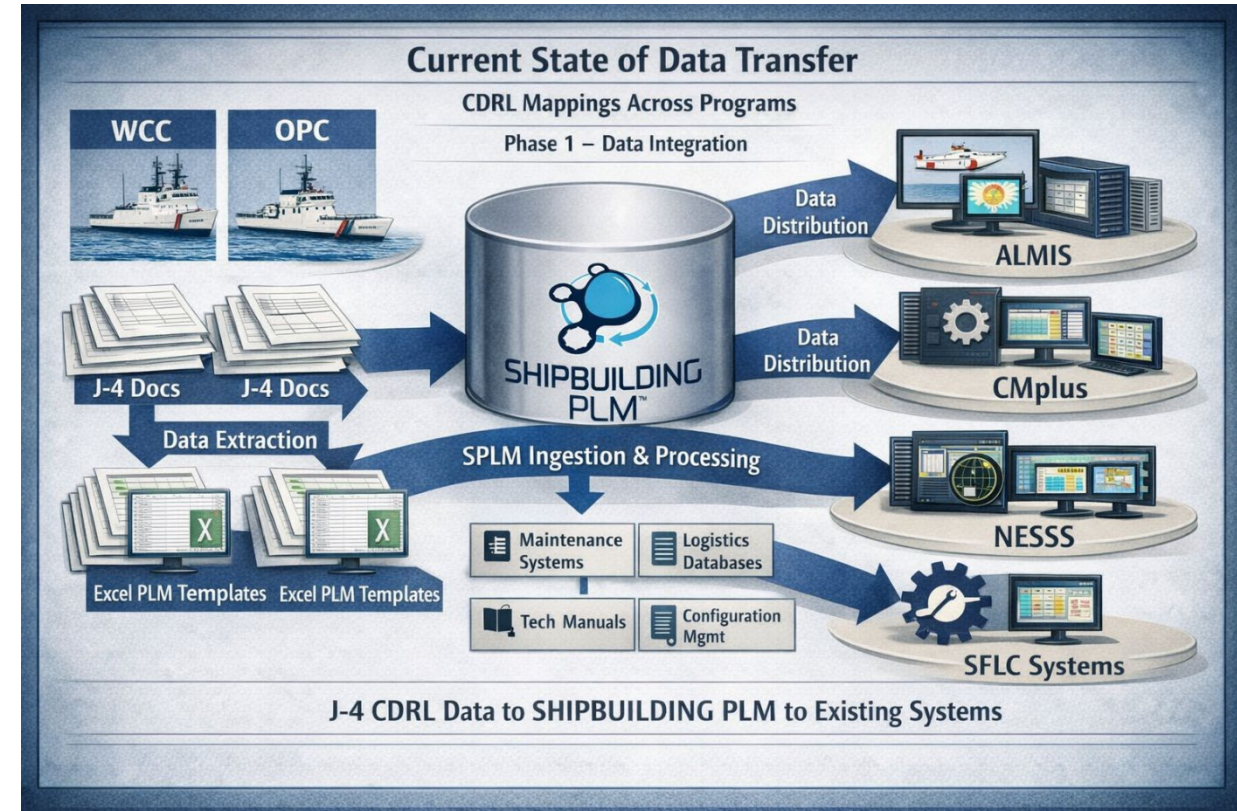 Current State of Data Transfer
CDRL Mappings Across Programs
Phase 1 – Data Integration
WCC
OPC
J-4 Docs
J-4 Docs
Data Extraction
Excel PLM Templates
Excel PLM Templates
X
X
SHIPBUILDING
PLM™
SPLM Ingestion & Processing
Maintenance
Systems
Logistics
Databases
Tech Manuals
Configuration
Mgmt
Data
Distribution
ALMIS
Data
Distribution
CMplus
NESSS
SFLC Systems
J-4 CDRL Data to SHIPBUILDING PLM to Existing Systems